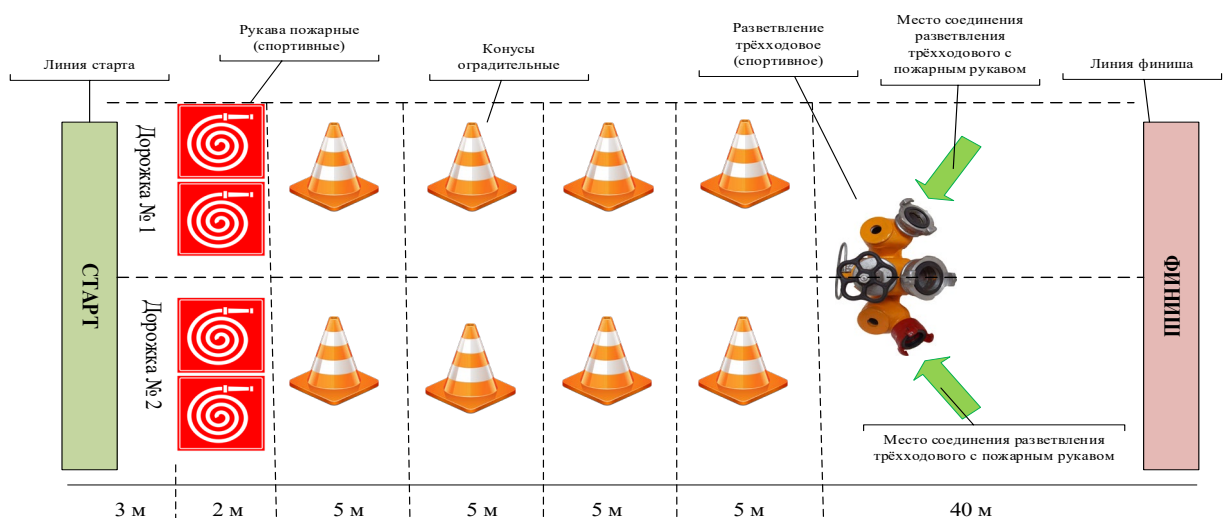 Линия старта
Рукава пожарные
(спортивные)
Конусы
оградительные
Разветвление
трёхходовое
(спортивное)
Место соединения
разветвления
трёхходового с
пожарным рукавом
Линия финиша
СТАРТ
Дорожка № 1
Дорожка № 2
ФИНИШ
Место соединения разветвления
трёхходового с пожарным рукавом
3 м
2 м
5 м
5 м
5 м
5 м
40 м